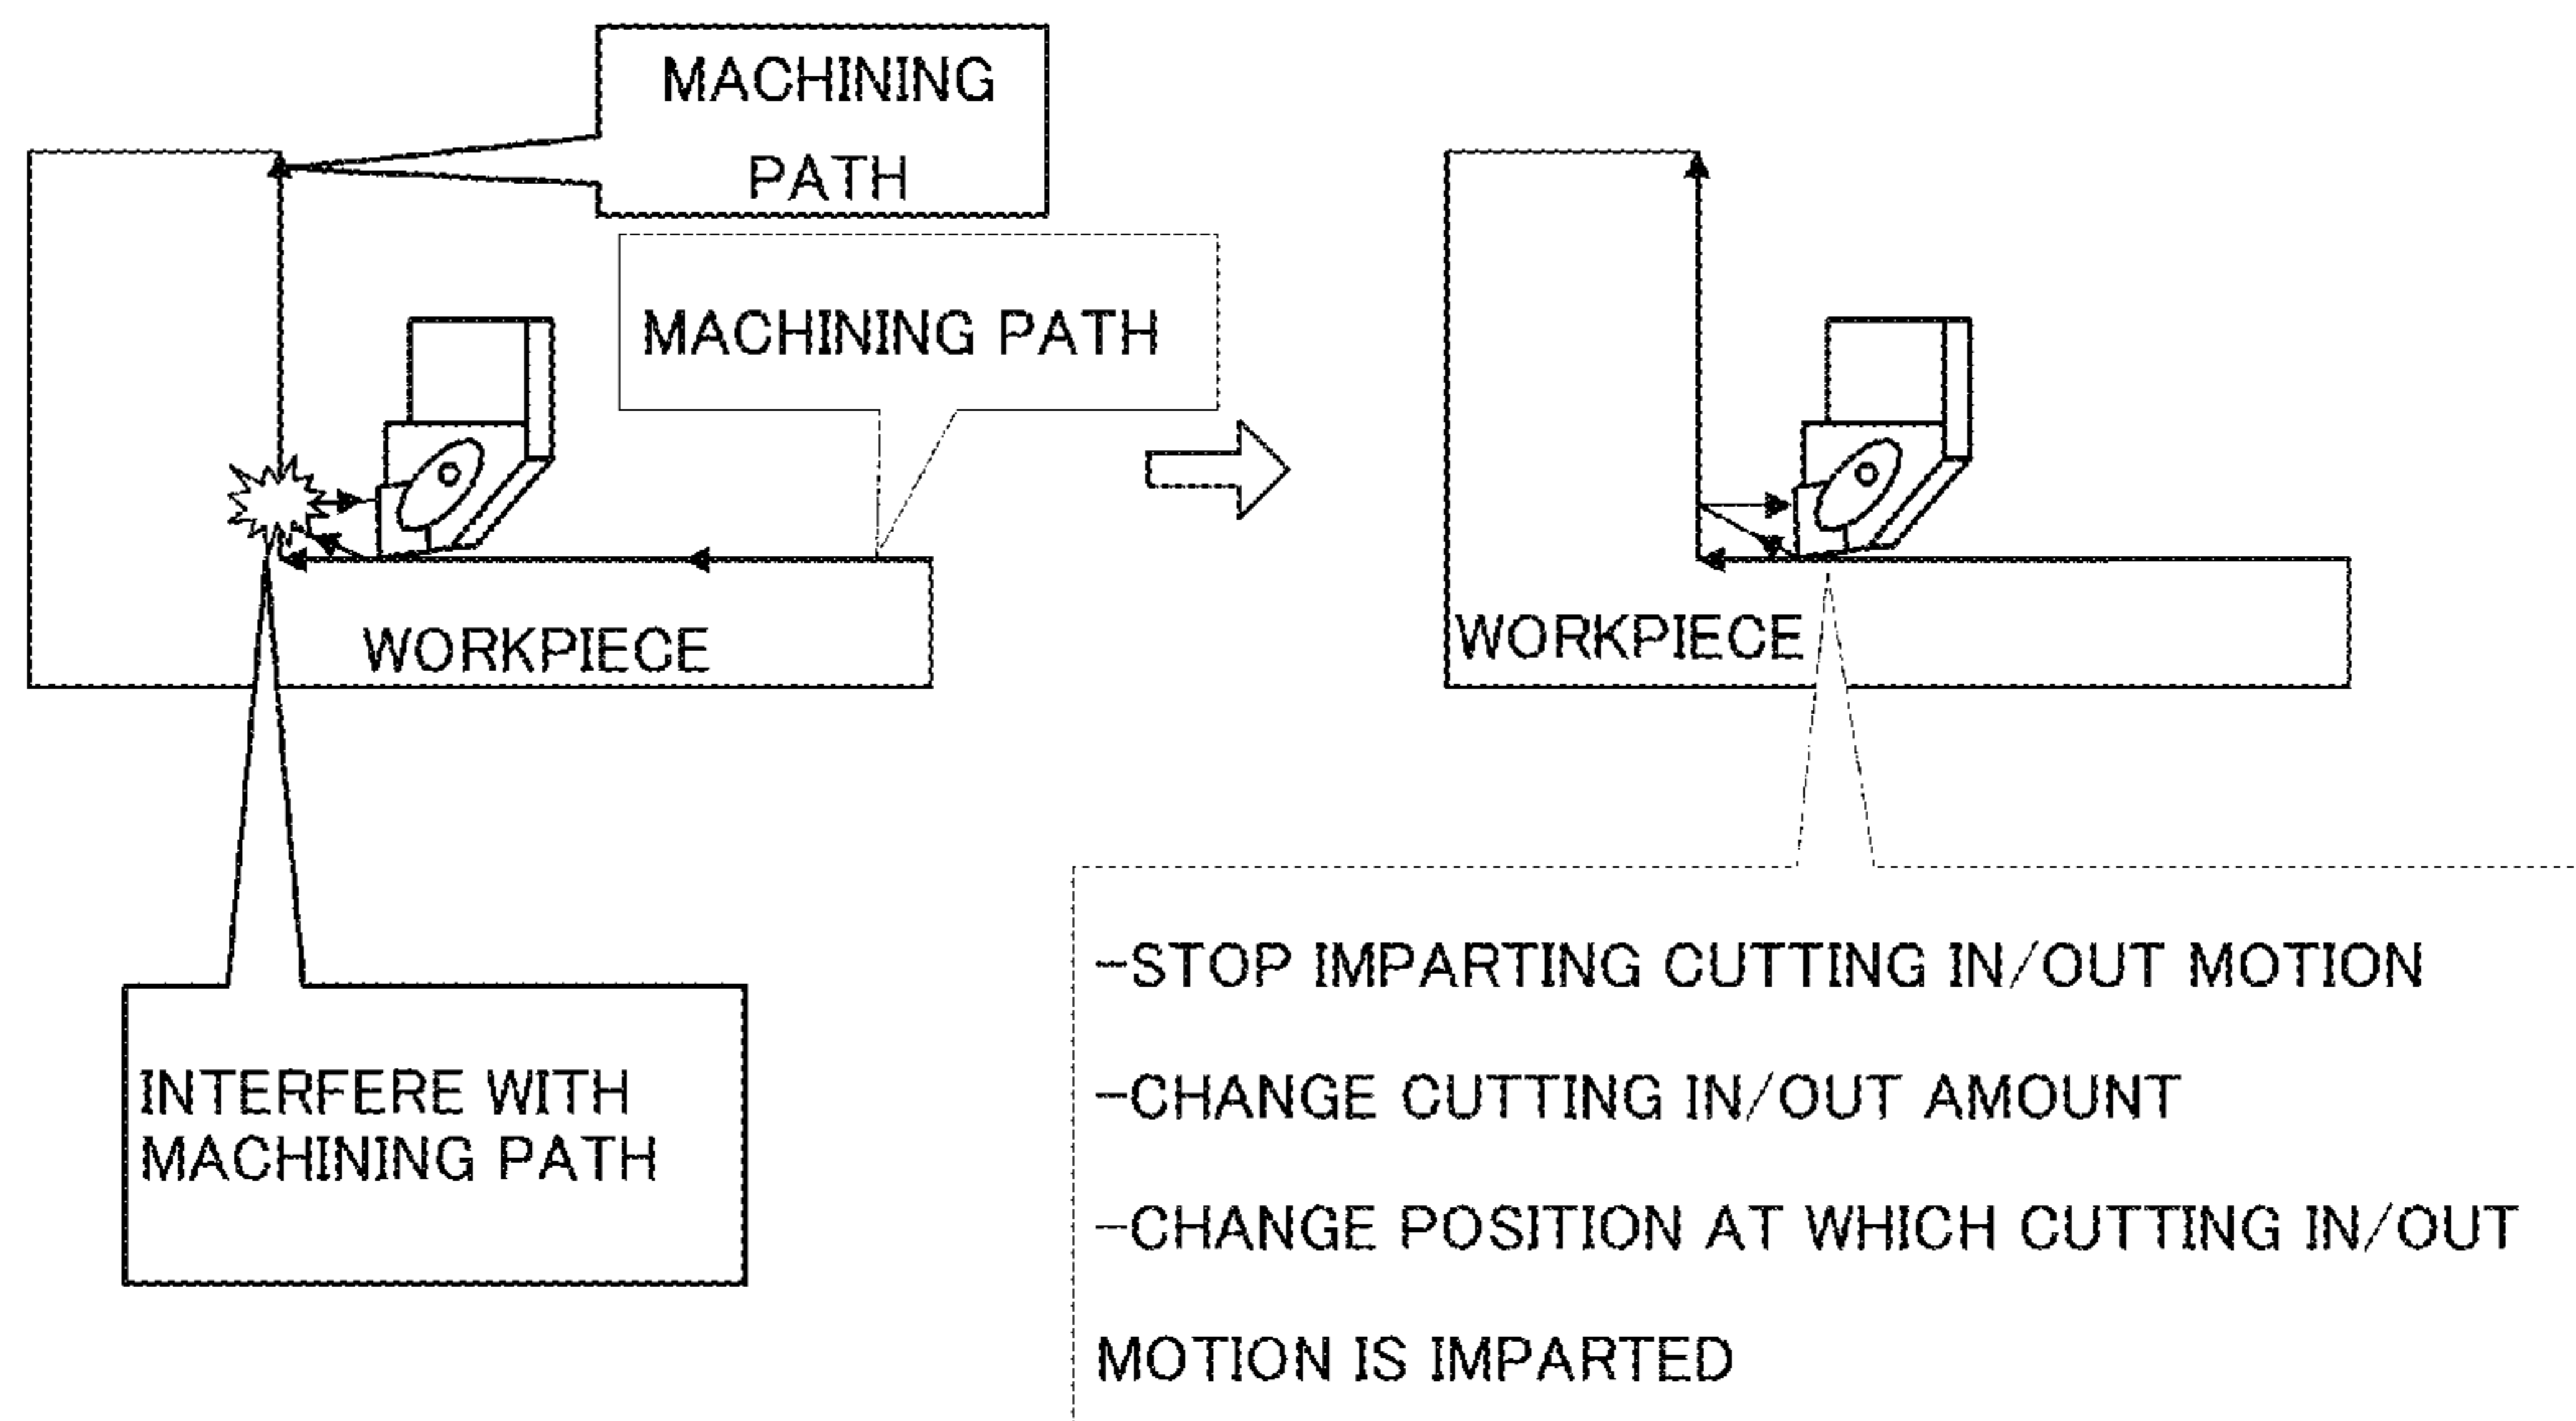 MACHINING
PATH
MACHINING PATH
WORKPIECE
INTERFERE WITH
MACHINING PATH
WORKPIECE
-STOP IMPARTING CUTTING IN/OUT MOTION
-CHANGE CUTTING IN/OUT AMOUNT
-CHANGE POSITION AT WHICH CUTTING IN/OUT
MOTION IS IMPARTED